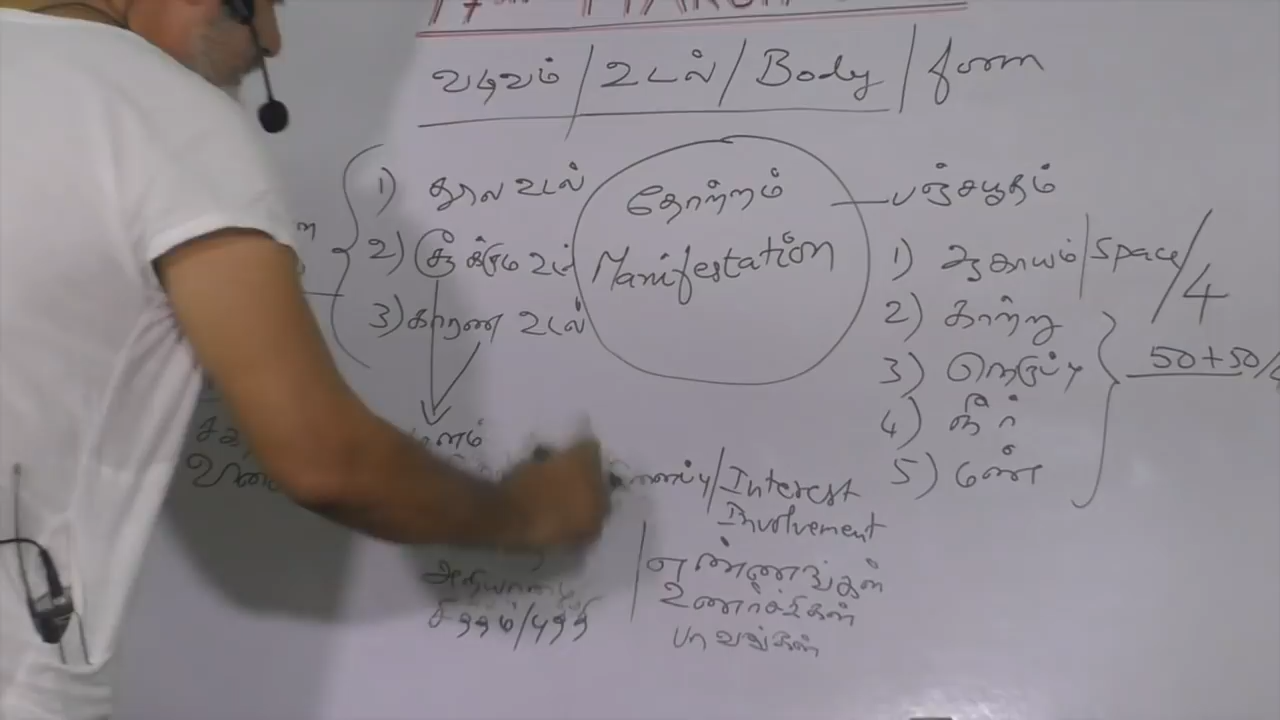 வடிவம் / உடல் / Body / form
1) தூல உடல்
2) சூக்கும உடல்
3) காரண உடல்
தோற்றம்
Manifestation
பஞ்சபூதம்
1) ஆகாயம் | Space / 4
2) காற்று
3) நெருப்பு
4) நீர்
5) மண்
50+50/
/ Interest
Involvement
எண்ணங்கள்
உணர்ச்சிகள்
பாவங்கள்
சித்தம்/புத்தி